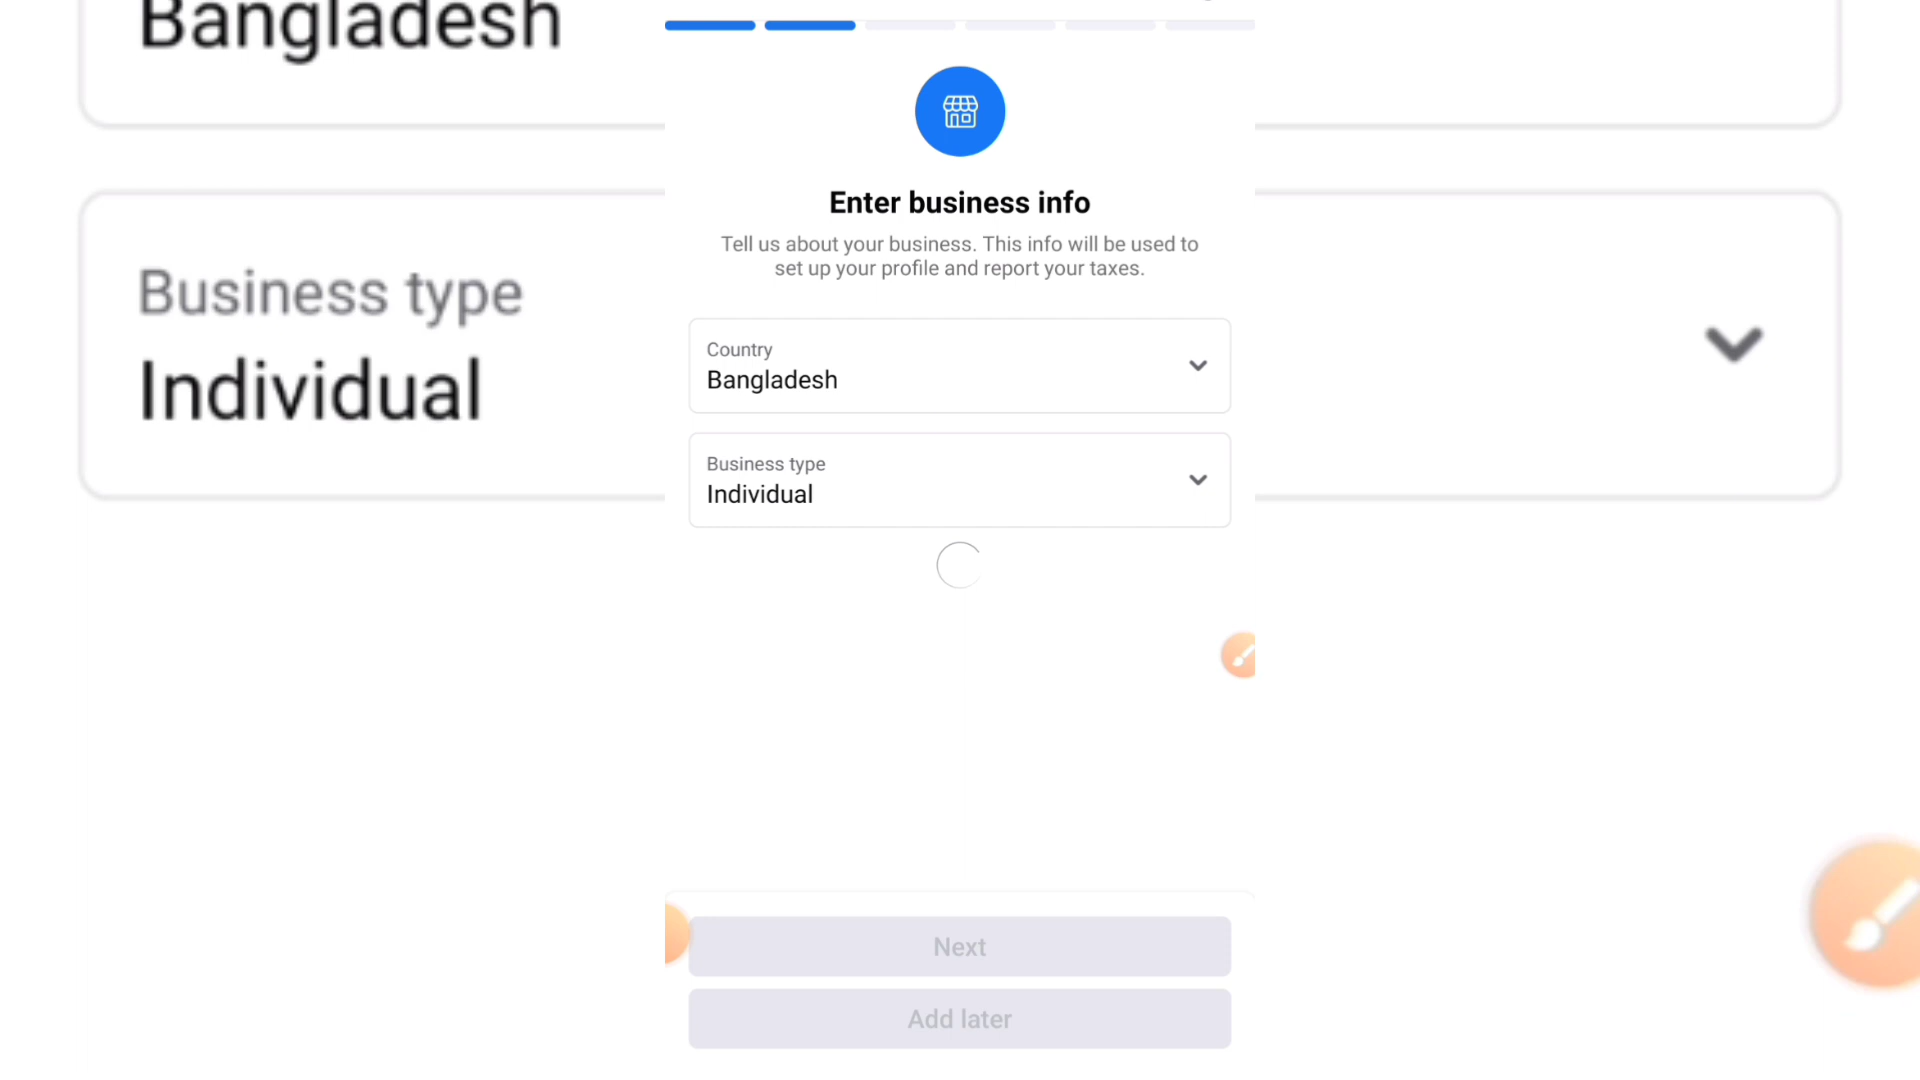 Bangladesh
Business type
Individual
Enter business info
Tell us about your business. This info will be used to
set up your profile and report your taxes.
Country
Bangladesh
Business type
Individual
Next
Add later